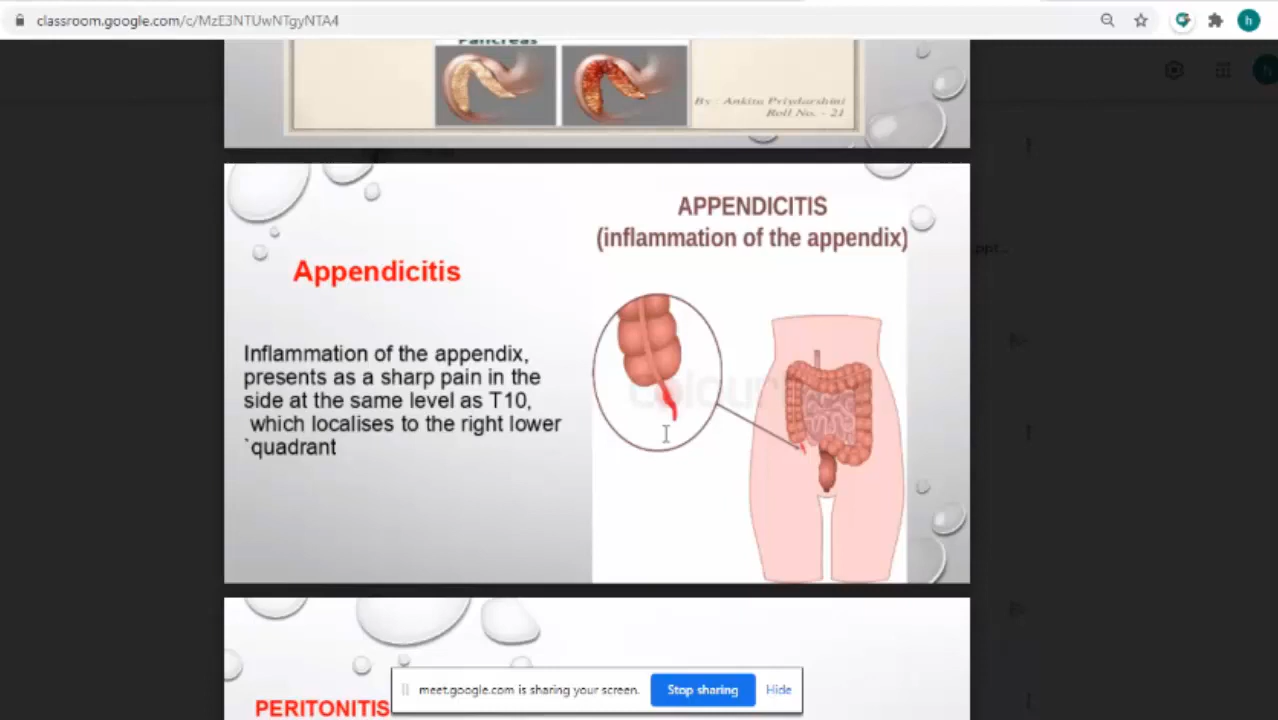 classroom.google.com/c/MzE3NTUwNTgyNTA4
Pancreas
By : Ankita Priydarshini
Roll No. - 21
APPENDICITIS
(inflammation of the appendix)
Appendicitis
Inflammation of the appendix,
presents as a sharp pain in the
side at the same level as T10,
which localises to the right lower
`quadrant
ppt...
PERITONITIS
meet.google.com is sharing your screen.
Stop sharing
Hide
h